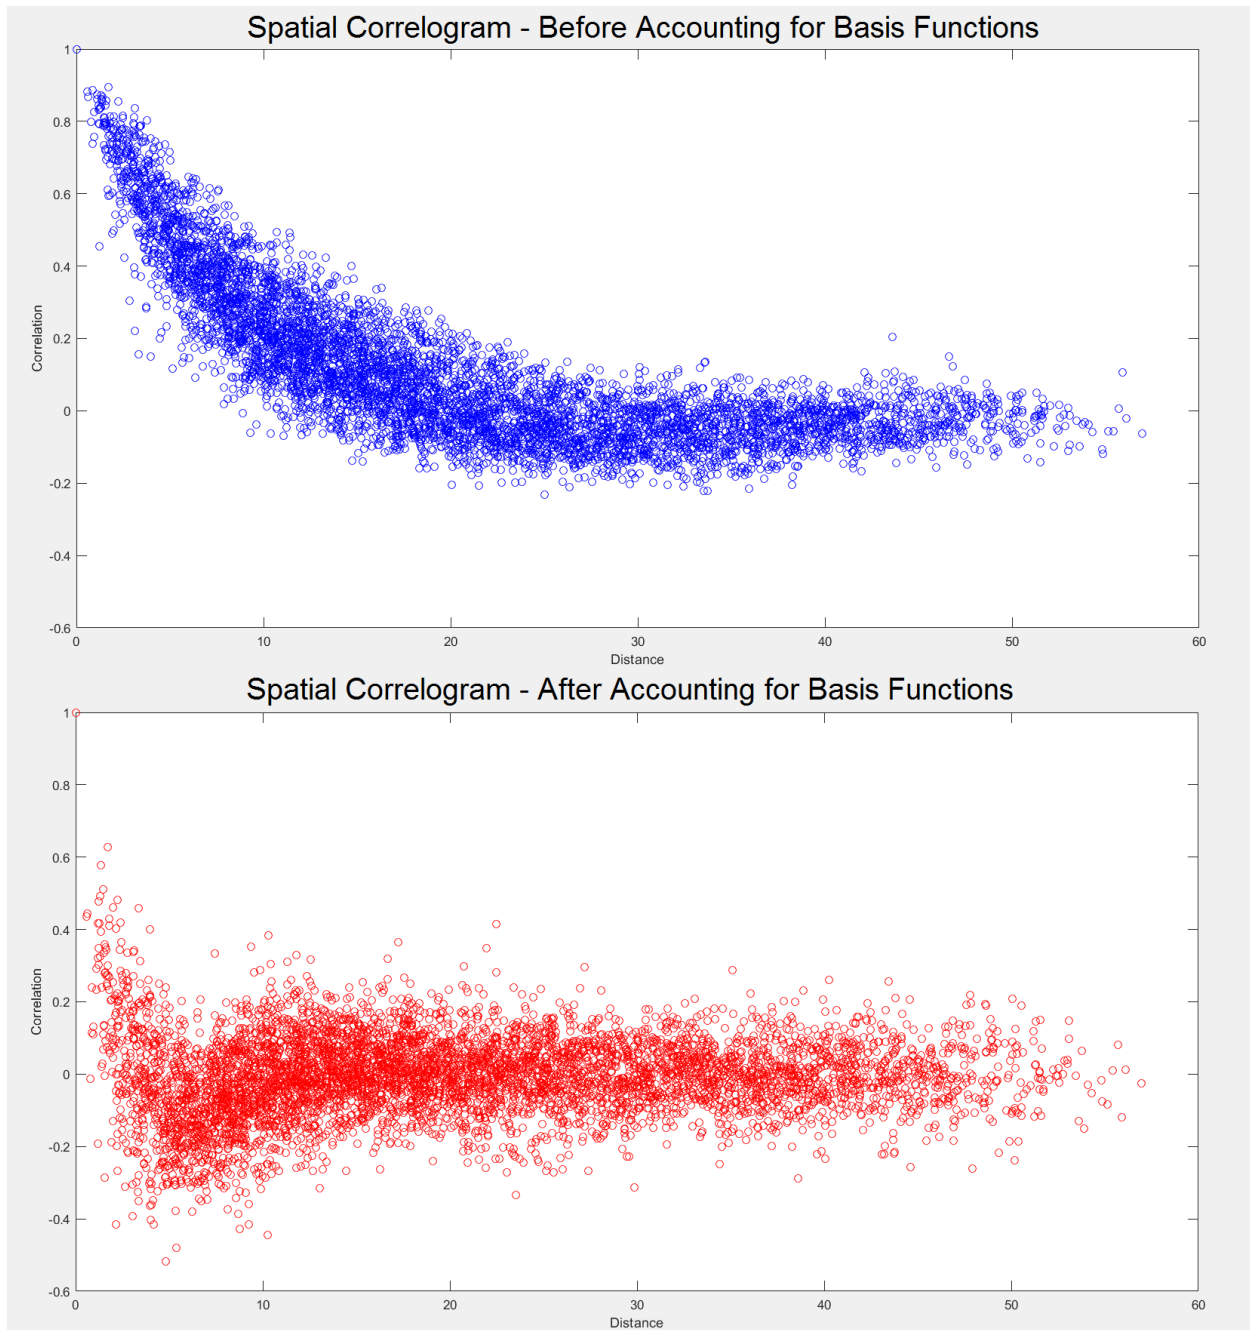 Spatial Correlogram - Before Accounting for Basis Functions
1
0.8
0.6
0.4
0.2
0
-0.2
-0.4
-0.6
Correlation
0 10 20 30 40 50 60
Distance
Spatial Correlogram - After Accounting for Basis Functions
1
0.8
0.6
0.4
0.2
0
-0.2
-0.4
-0.6
Correlation
0 10 20 30 40 50 60
Distance